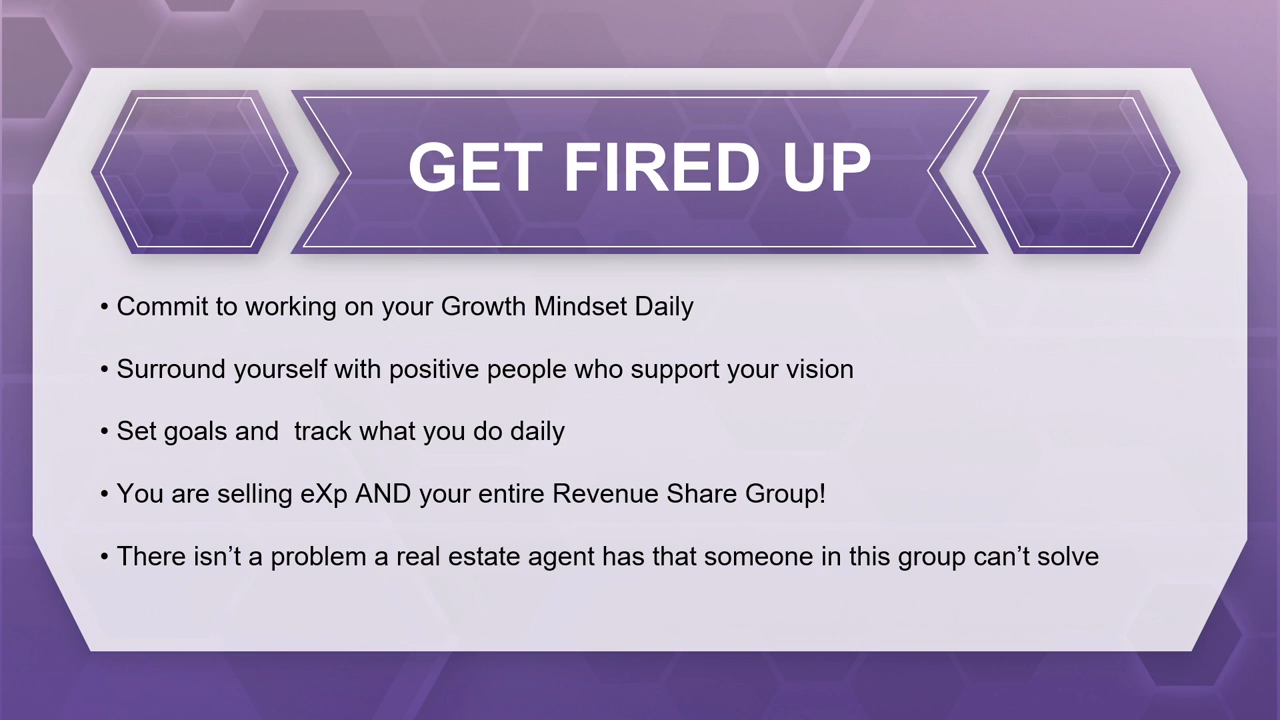 GET FIRED UP
• Commit to working on your Growth Mindset Daily
• Surround yourself with positive people who support your vision
• Set goals and  track what you do daily
• You are selling eXp AND your entire Revenue Share Group!
• There isn’t a problem a real estate agent has that someone in this group can’t solve